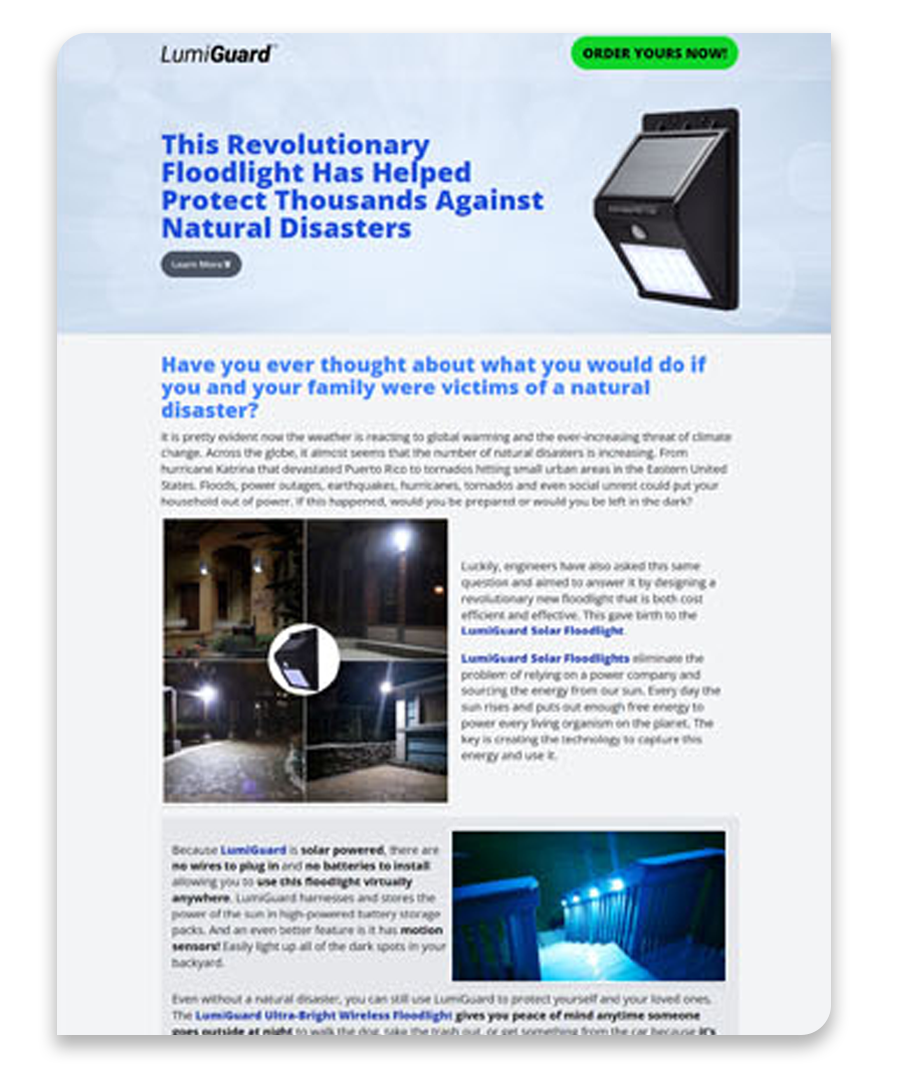 LumiGuard™
ORDER YOURS NOW!
This Revolutionary
Floodlight Has Helped
Protect Thousands Against
Natural Disasters
Learn More
Have you ever thought about what you would do if
you and your family were victims of a natural
disaster?
It is pretty evident now the weather is reacting to global warming and the ever-increasing threat of climate
change. Across the globe, it almost seems that the number of natural disasters is increasing. From
hurricane Katrina that devastated Puerto Rico to tornados hitting small urban areas in the Eastern United
States. Floods, power outages, earthquakes, hurricanes, tornados and even social unrest could put your
household out of power. If this happened, would you be prepared or would you be left in the dark?
Luckily, engineers have also asked this same
question and aimed to answer it by designing a
revolutionary new floodlight that is both cost
efficient and effective. This gave birth to the
LumiGuard Solar Floodlight.
LumiGuard Solar Floodlights eliminate the
problem of relying on a power company and
sourcing the energy from our sun. Every day the
sun rises and puts out enough free energy to
power every living organism on the planet. The
key is creating the technology to capture this
energy and use it.
Because LumiGuard is solar powered, there are
no wires to plug in and no batteries to install
allowing you to use this floodlight virtually
anywhere. LumiGuard harnesses and stores the
power of the sun in high-powered battery storage
packs. And an even better feature is it has motion
sensors! Easily light up all of the dark spots in your
backyard.
Even without a natural disaster, you can still use LumiGuard to protect yourself and your loved ones.
The LumiGuard Ultra-Bright Wireless Floodlight gives you peace of mind anytime someone
goes outside at night to walk the dog, take the trash out, or get something from the car because it's